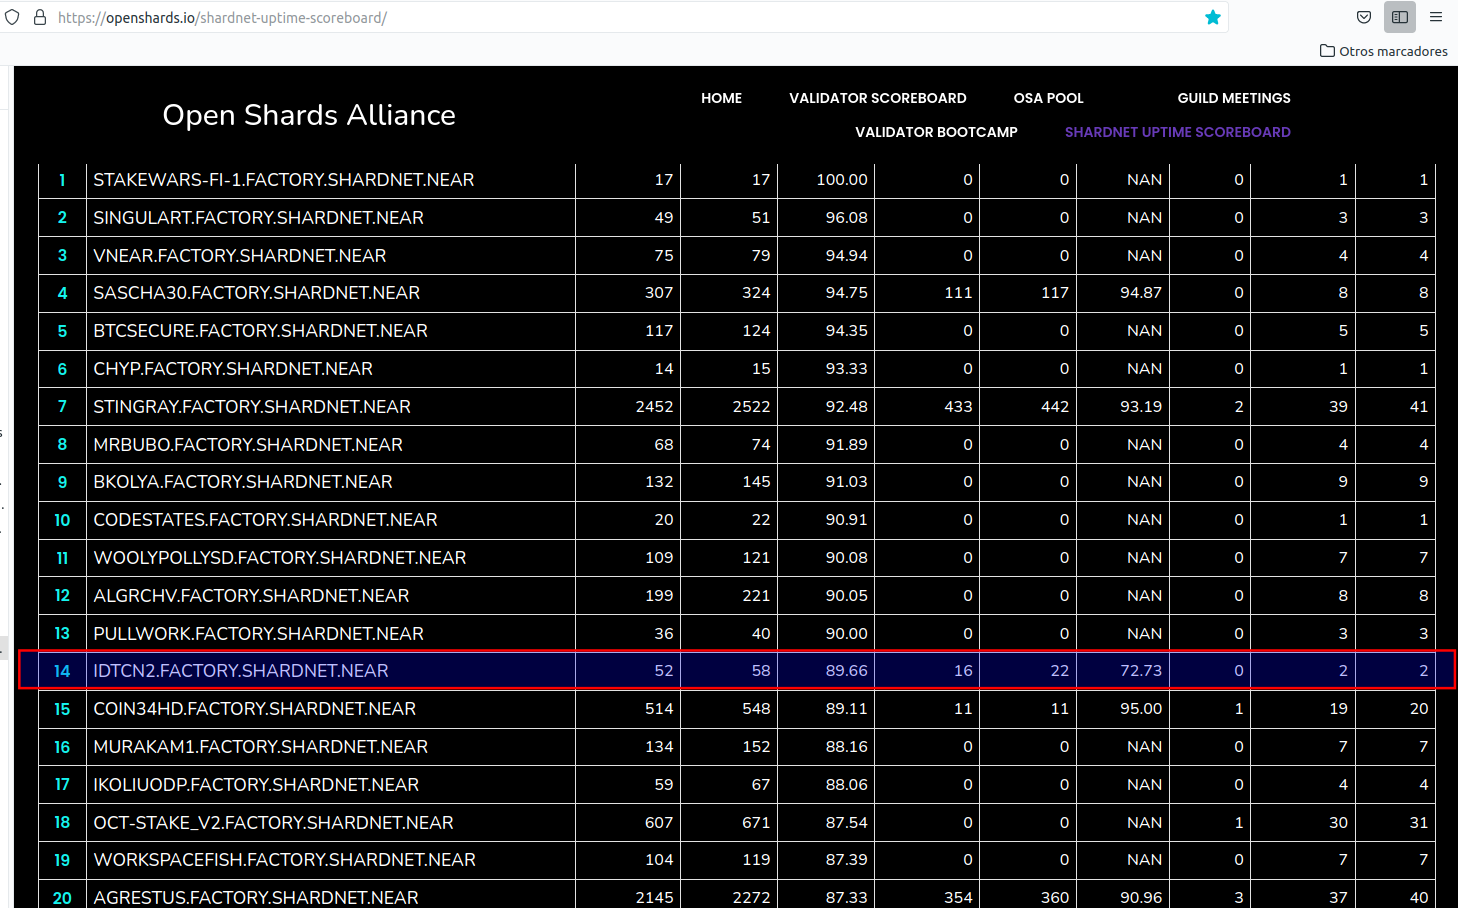 https://openshards.io/shardnet-uptime-scoreboard/
Otros marcadores
Open Shards Alliance
HOME VALIDATOR SCOREBOARD OSA POOL GUILD MEETINGS
VALIDATOR BOOTCAMP SHARDNET UPTIME SCOREBOARD
1 STAKEWARS-FI-1.FACTORY.SHARDNET.NEAR 17 17 100.00 0 0 NAN 0 1 1
2 SINGULART.FACTORY.SHARDNET.NEAR 49 51 96.08 0 0 NAN 0 3 3
3 VNEAR.FACTORY.SHARDNET.NEAR 75 79 94.94 0 0 NAN 0 4 4
4 SASCHA30.FACTORY.SHARDNET.NEAR 307 324 94.75 111 117 94.87 0 8 8
5 BTCSECURE.FACTORY.SHARDNET.NEAR 117 124 94.35 0 0 NAN 0 5 5
6 CHYP.FACTORY.SHARDNET.NEAR 14 15 93.33 0 0 NAN 0 1 1
7 STINGRAY.FACTORY.SHARDNET.NEAR 2452 2522 92.48 433 442 93.19 2 39 41
8 MRBUBO.FACTORY.SHARDNET.NEAR 68 74 91.89 0 0 NAN 0 4 4
9 BKOLYA.FACTORY.SHARDNET.NEAR 132 145 91.03 0 0 NAN 0 9 9
10 CODESTATES.FACTORY.SHARDNET.NEAR 20 22 90.91 0 0 NAN 0 1 1
11 WOOLYPOLLYSD.FACTORY.SHARDNET.NEAR 109 121 90.08 0 0 NAN 0 7 7
12 ALGRCHV.FACTORY.SHARDNET.NEAR 199 221 90.05 0 0 NAN 0 8 8
13 PULLWORK.FACTORY.SHARDNET.NEAR 36 40 90.00 0 0 NAN 0 3 3
14 IDTCN2.FACTORY.SHARDNET.NEAR 52 58 89.66 16 22 72.73 0 2 2
15 COIN34HD.FACTORY.SHARDNET.NEAR 514 548 89.11 11 11 95.00 1 19 20
16 MURAKAM1.FACTORY.SHARDNET.NEAR 134 152 88.16 0 0 NAN 0 7 7
17 IKOLIUODP.FACTORY.SHARDNET.NEAR 59 67 88.06 0 0 NAN 0 4 4
18 OCT-STAKE_V2.FACTORY.SHARDNET.NEAR 607 671 87.54 0 0 NAN 1 30 31
19 WORKSPACEFISH.FACTORY.SHARDNET.NEAR 104 119 87.39 0 0 NAN 0 7 7
20 AGRESTUS.FACTORY.SHARDNET.NEAR 2145 2272 87.33 354 360 90.96 3 37 40